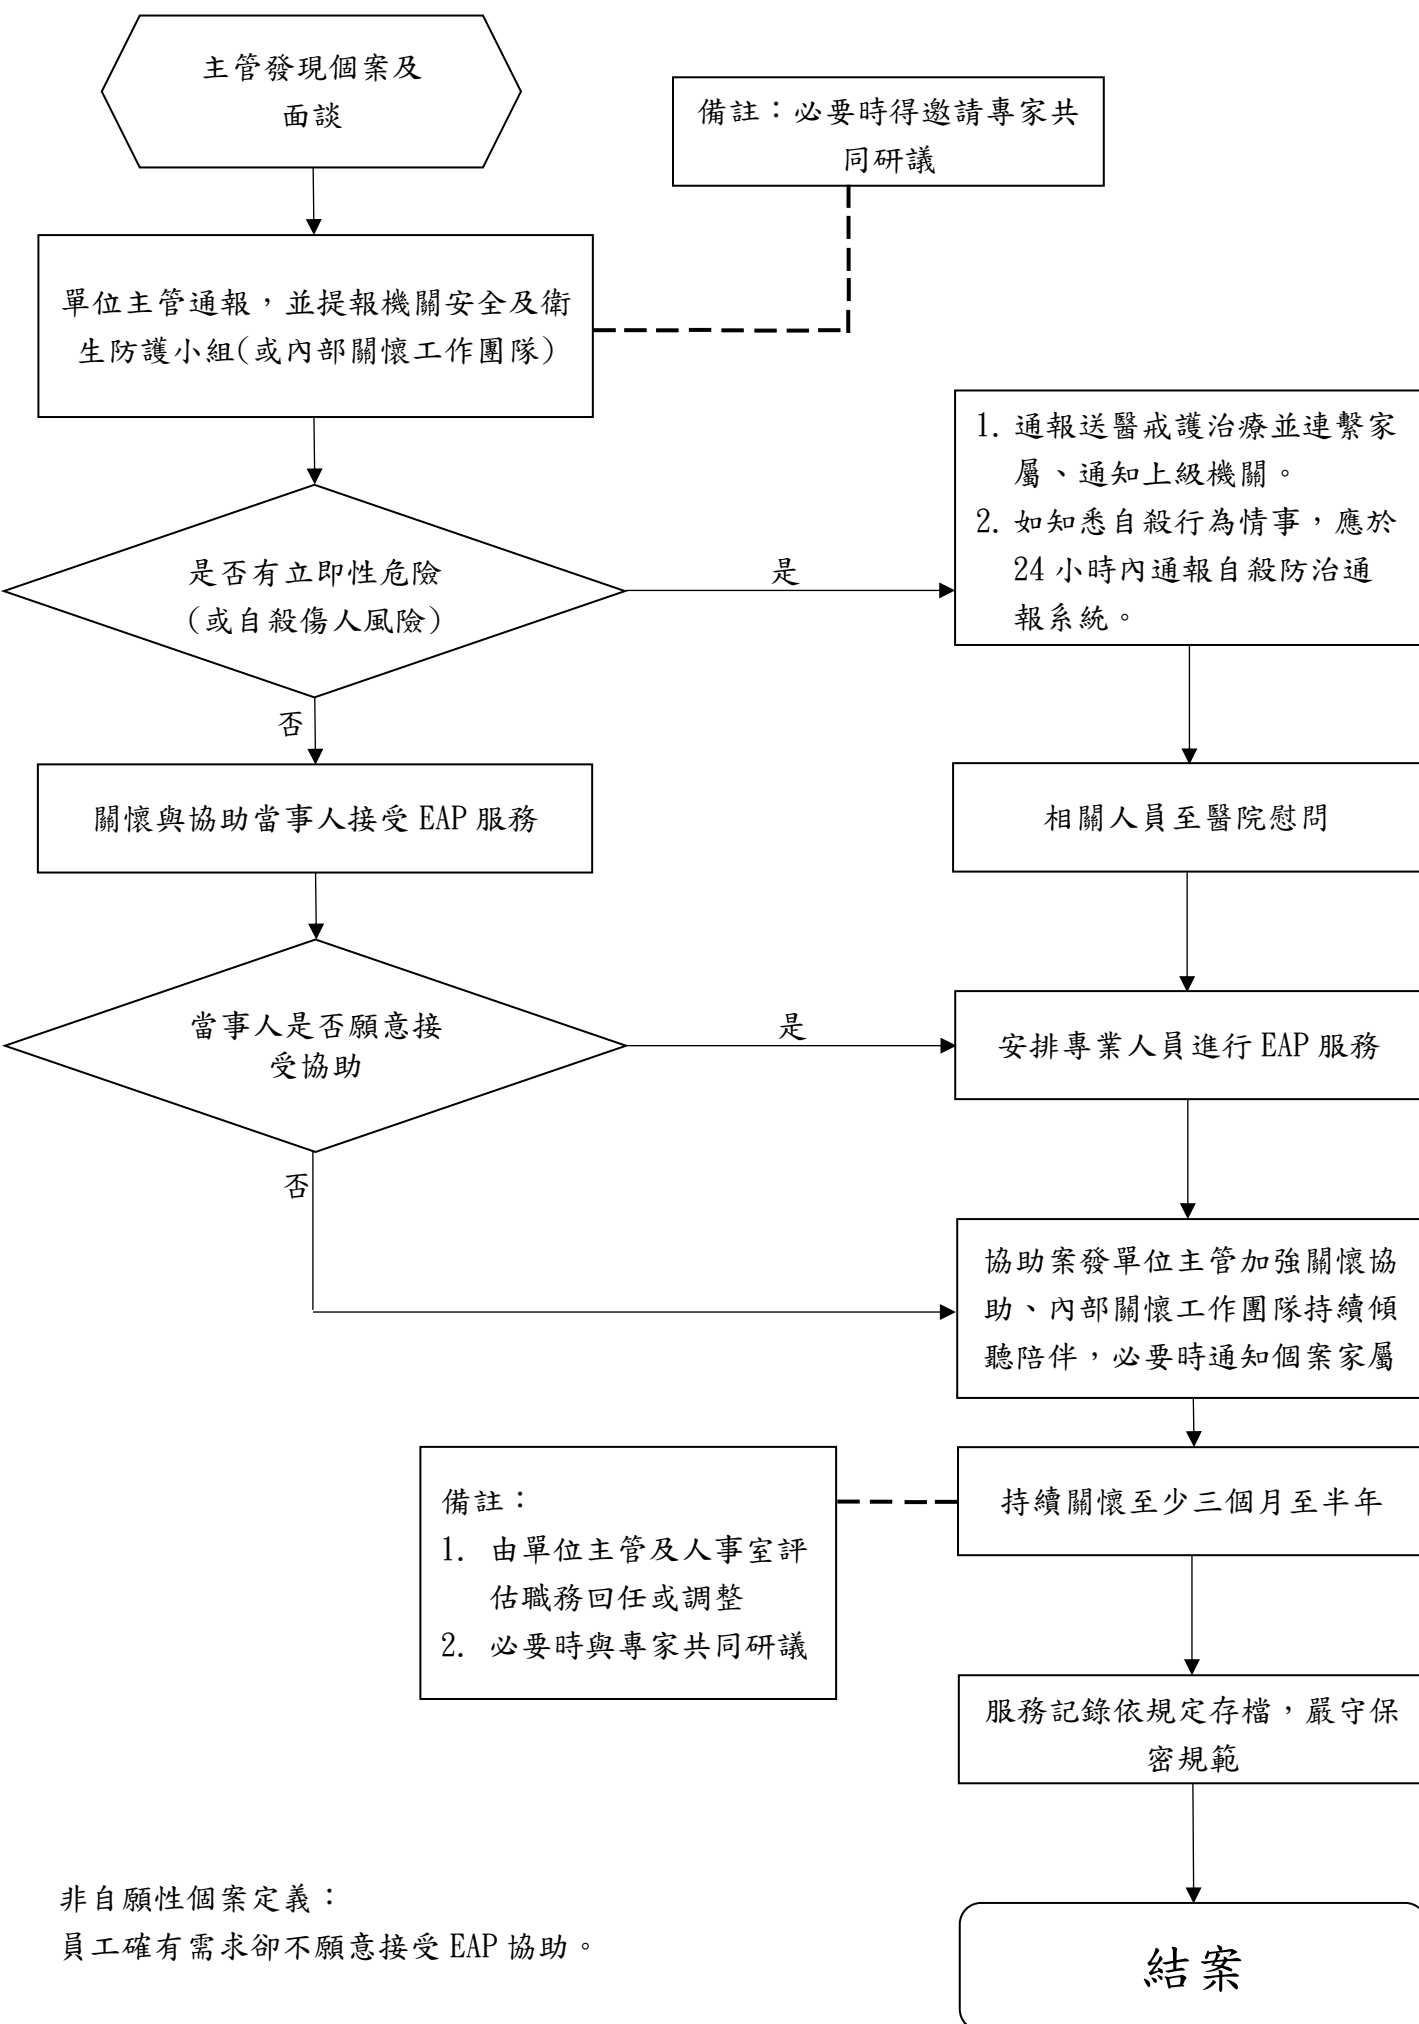 主管發現個案及
面談
備註：必要時得邀請專家共
同研議
單位主管通報，並提報機關安全及衛
生防護小組(或內部關懷工作團隊)
1. 通報送醫戒護治療並連繫家
屬、通知上級機關。
2. 如知悉自殺行為情事，應於
24 小時內通報自殺防治通
報系統。
是否有立即性危險
(或自殺傷人風險)
是
否
關懷與協助當事人接受 EAP 服務
相關人員至醫院慰問
當事人是否願意接
受協助
是
安排專業人員進行 EAP 服務
否
協助案發單位主管加強關懷協
助、內部關懷工作團隊持續傾
聽陪伴，必要時通知個案家屬
備註：
1. 由單位主管及人事室評
估職務回任或調整
2. 必要時與專家共同研議
持續關懷至少三個月至半年
服務記錄依規定存檔，嚴守保
密規範
非自願性個案定義：
員工確有需求卻不願意接受 EAP 協助。
結案